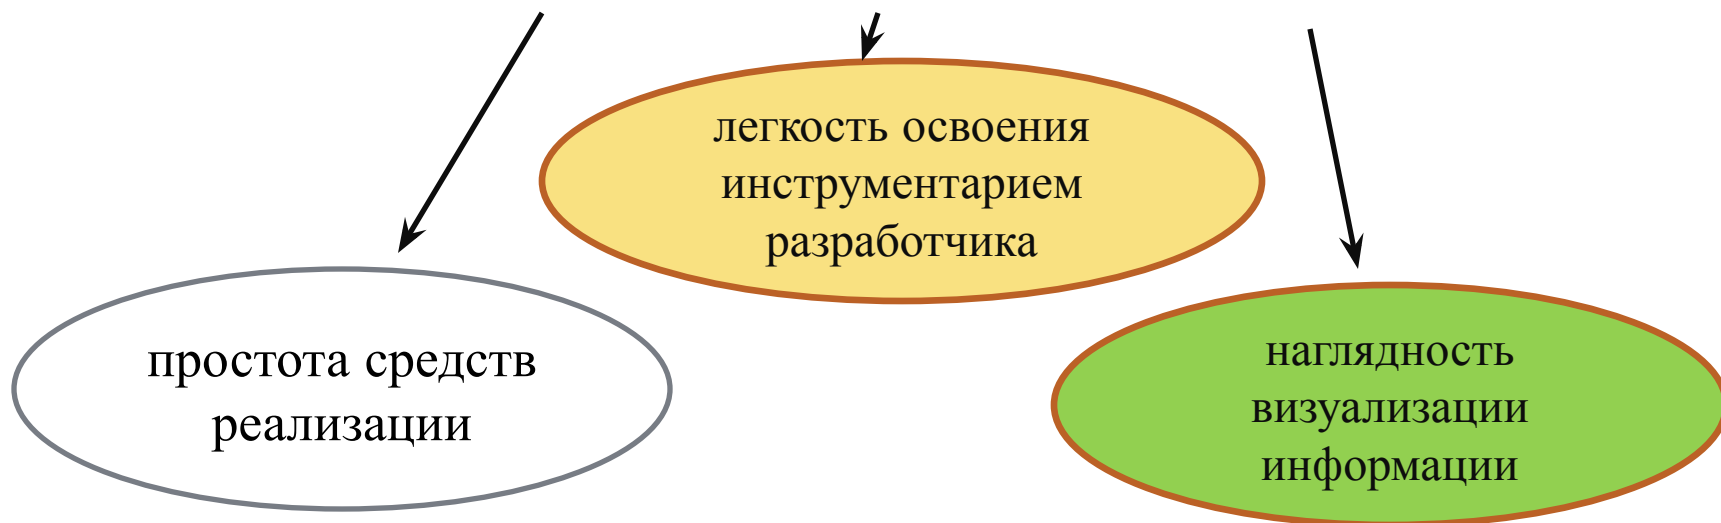 легкость освоения
инструментарием
разработчика
простота средств
реализации
наглядность
визуализации
информации